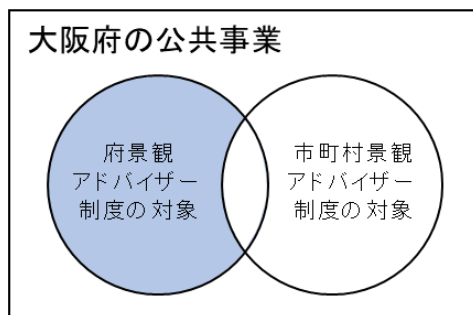 大阪府の公共事業
府景観
アドバイザー
制度の対象
市町村景観
アドバイザー
制度の対象